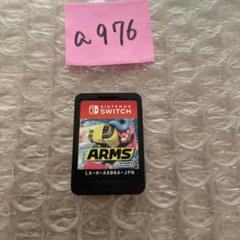 a976
NINTENDO
SWITCH
ARMS
LA-H-AABQA-JPN